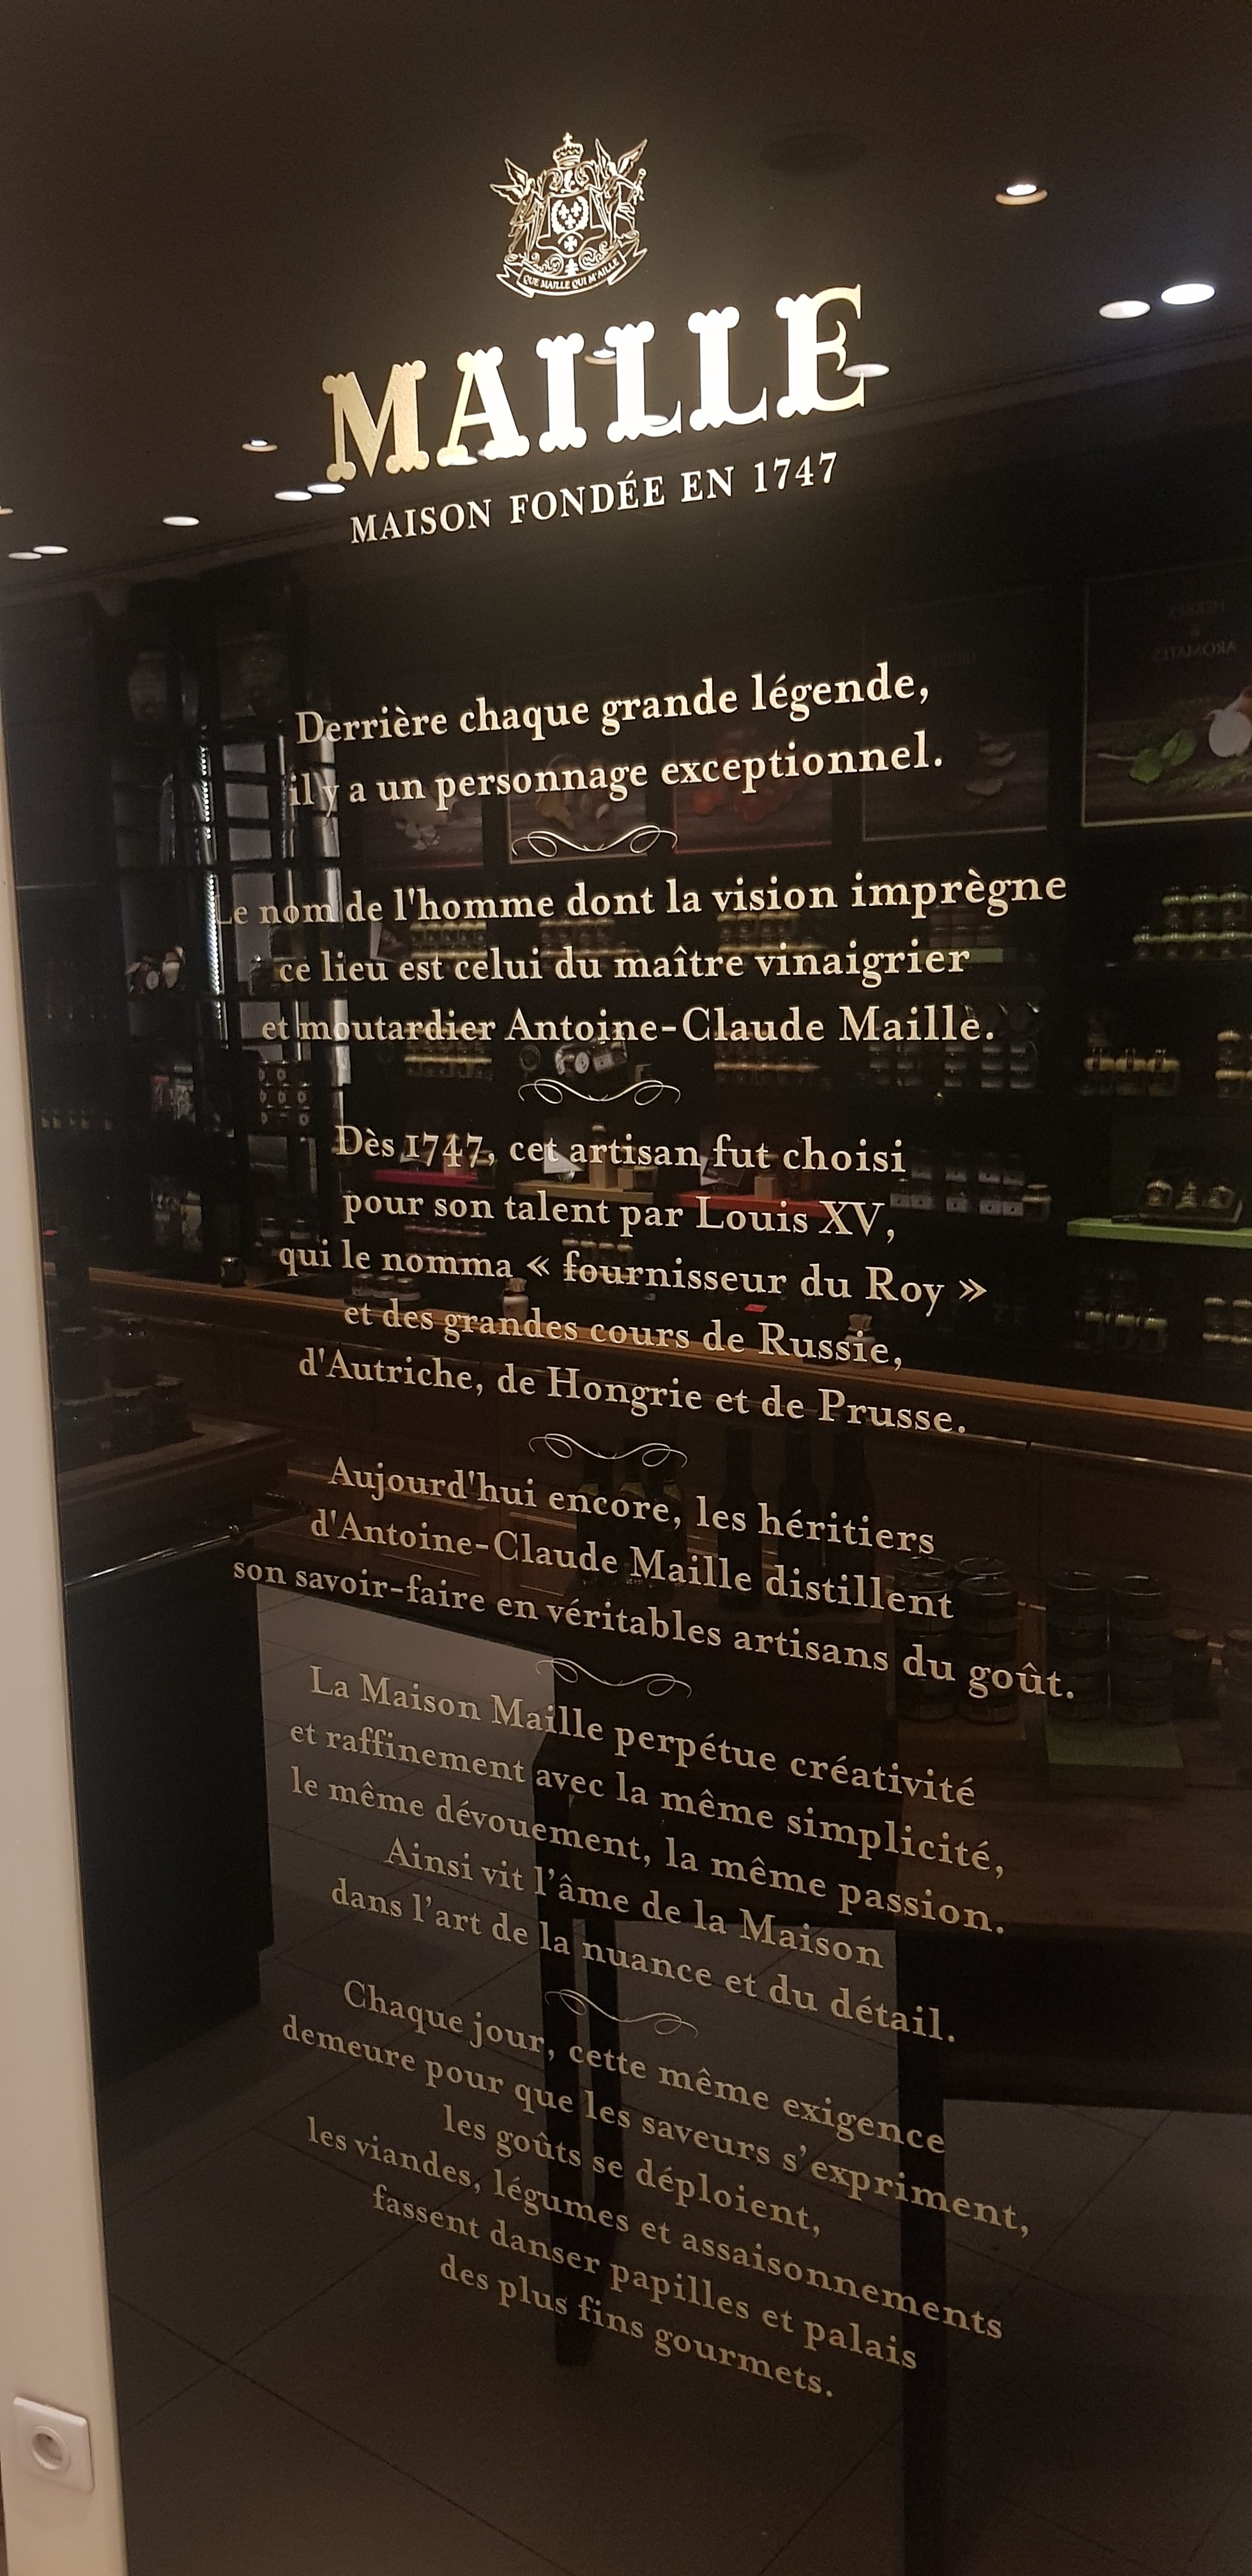 QUE MAILLE QUI M'AILLE
MAILLE
MAISON FONDÉE EN 1747
Derrière chaque grande légende,
il y a un personnage exceptionnel.
Le nom de l'homme dont la vision imprègne
ce lieu est celui du maître vinaigrier
et moutardier Antoine-Claude Maille.
Dès 1747, cet artisan fut choisi
pour son talent par Louis XV,
qui le nomma « fournisseur du Roy »
et des grandes cours de Russie,
d'Autriche, de Hongrie et de Prusse.
Aujourd'hui encore, les héritiers
d'Antoine-Claude Maille distillent
son savoir-faire en véritables artisans du goût.
La Maison Maille perpétue créativité
et raffinement avec la même simplicité,
le même dévouement, la même passion.
Ainsi vit l’âme de la Maison
dans l’art de la nuance et du détail.
Chaque jour, cette même exigence
demeure pour que les saveurs s’expriment,
les goûts se déploient,
les viandes, légumes et assaisonnements
fassent danser papilles et palais
des plus fins gourmets.
HERBES
&
AROMATES